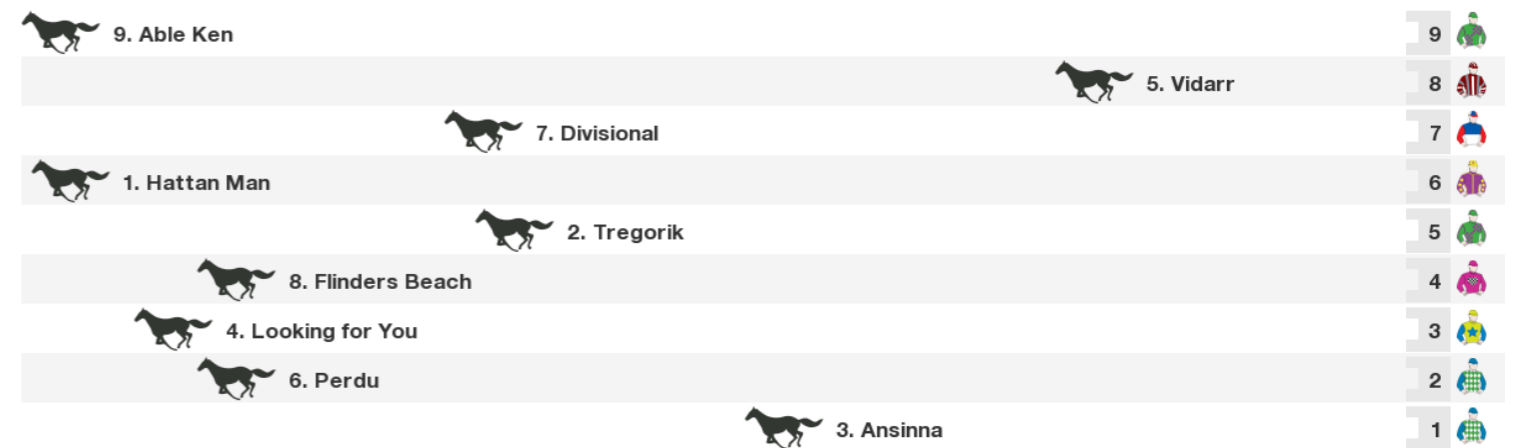 9. Able Ken 9
5. Vidarr 8
7. Divisional 7
1. Hattan Man 6
2. Tregorik 5
8. Flinders Beach 4
4. Looking for You 3
6. Perdu 2
3. Ansinna 1